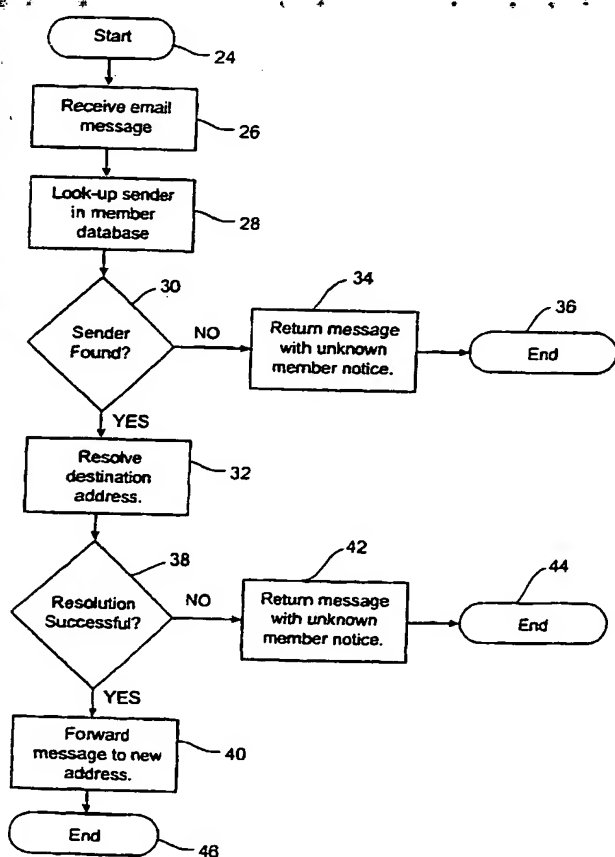 Start
24
Receive email
message
26
Look-up sender
in member
database
28
30
Sender
Found?
NO
34
Return message
with unknown
member notice.
36
End
YES
Resolve
destination
address.
32
38
Resolution
Successful?
NO
42
Return message
with unknown
member notice.
44
End
YES
Forward
message to new
address.
40
End
46